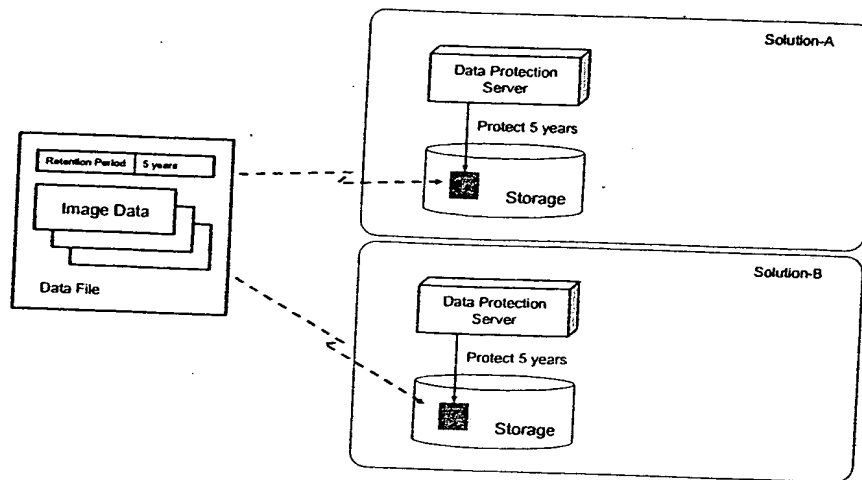 Solution-A
Data Protection
Server
Protect 5 years
Storage
Retention Period 5 years
Image Data
Data File
Solution-B
Data Protection
Server
Protect 5 years
Storage